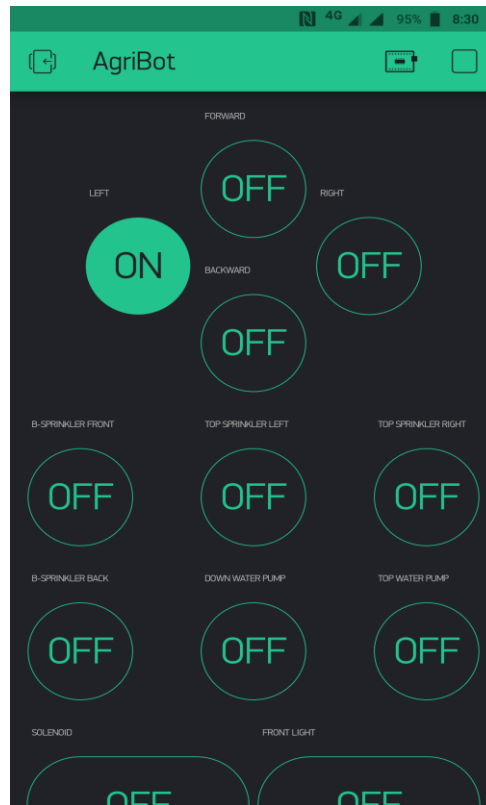 4G 95% 8:30
AgriBot
FORWARD
OFF
LEFT RIGHT
ON OFF
BACKWARD
OFF
B-SPRINKLER FRONT TOP SPRINKLER LEFT TOP SPRINKLER RIGHT
OFF OFF OFF
B-SPRINKLER BACK DOWN WATER PUMP TOP WATER PUMP
OFF OFF OFF
SOLENOID FRONT LIGHT
OFF OFF